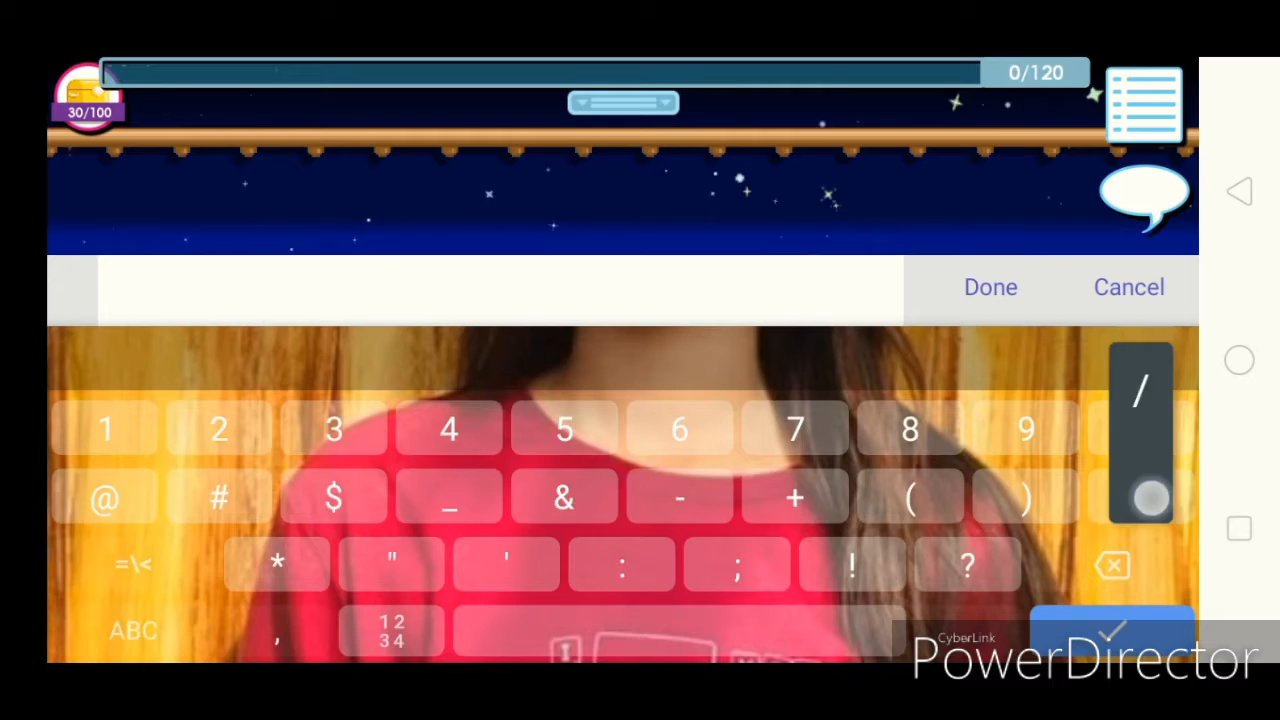 0/120
30/100
Done Cancel
/
1 2 3 4 5 6 7 8 9
@ # $ _ & - + ( )
=\< * " ' : ; ! ?
ABC , 12 34
I
CyberLink
PowerDirector